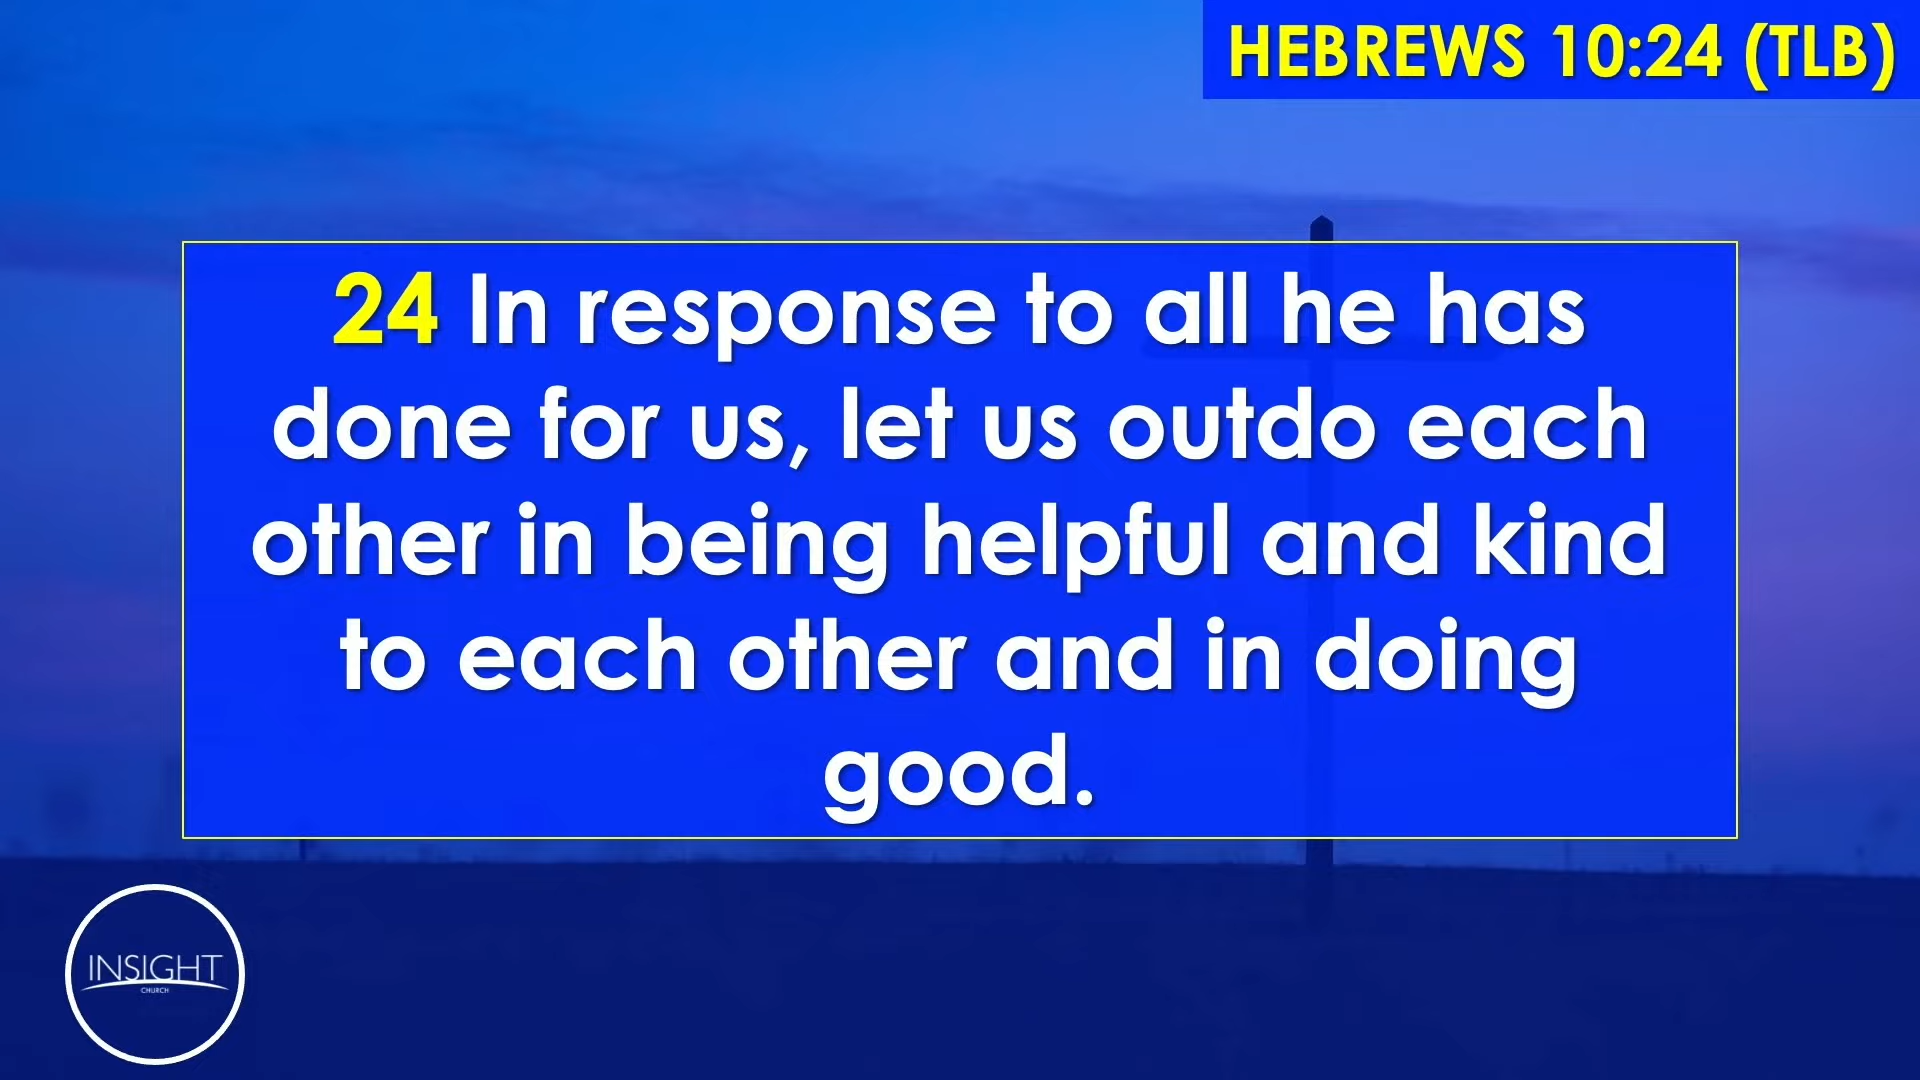 HEBREWS 10:24 (TLB)
24 In response to all he has
done for us, let us outdo each
other in being helpful and kind
to each other and in doing
good.
INSIGHT
CHURCH